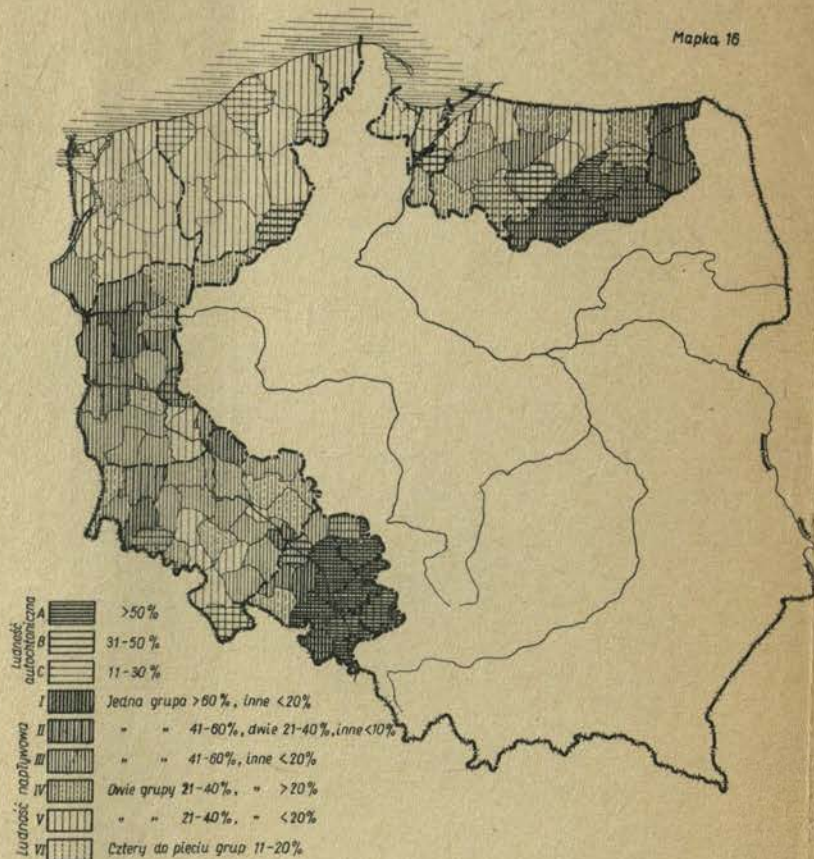 Mapka 16
Ludność autochtoniczna
A >50%
B 31-50%
C 11-30%
Ludność napływowa
I Jedna grupa >60%, inne <20%
II " " 41-60%, dwie 21-40%, inne <10%
III " " 41-60%, inne <20%
IV Dwie grupy 21-40%, " >20%
V " " 21-40%, " <20%
VI Cztery do pięciu grup 11-20%